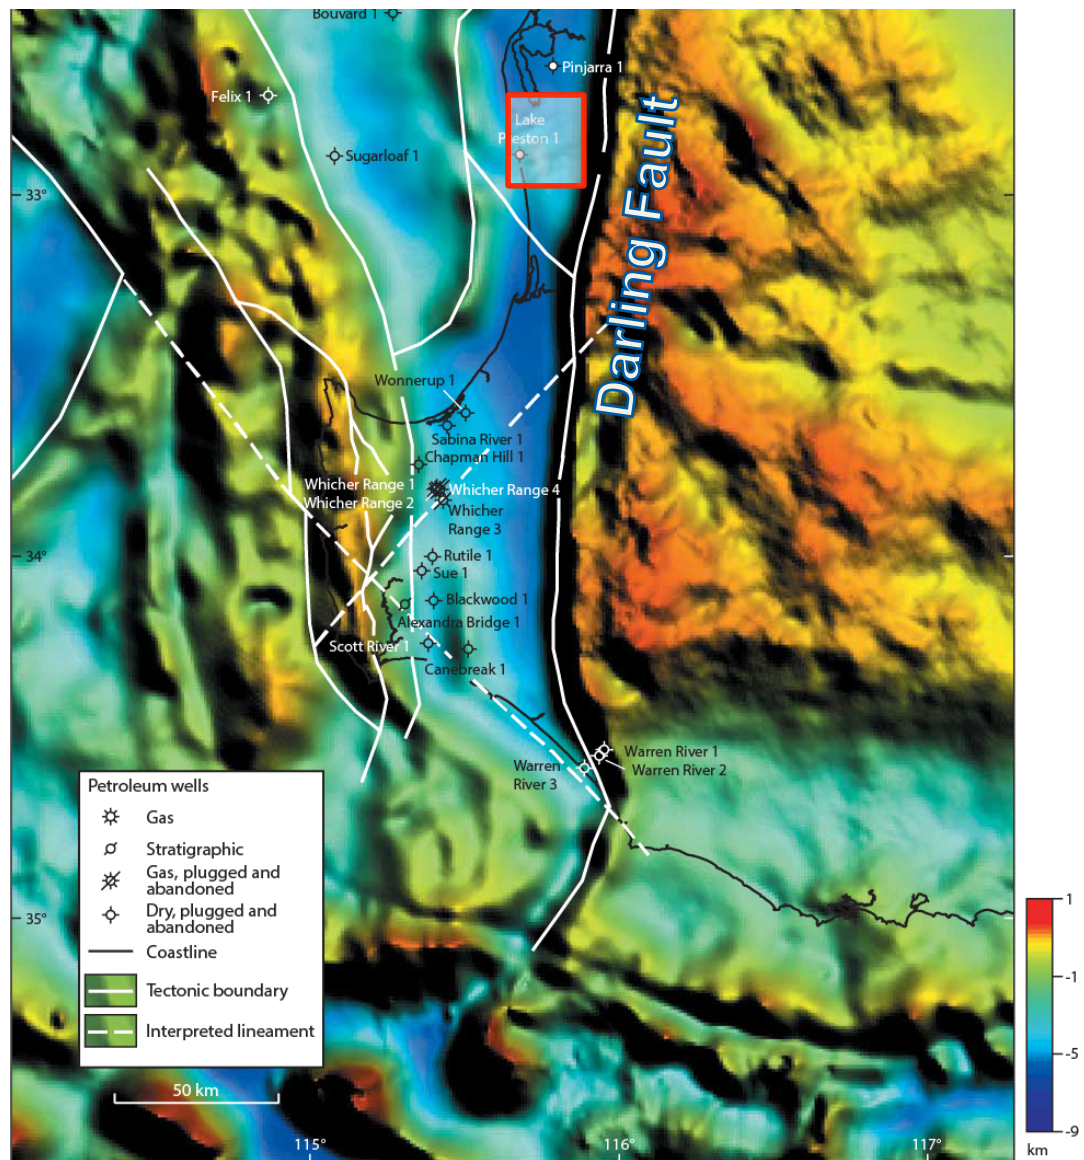 Bouvard 1
Pinjarra 1
Felix 1
Lake
Preston 1
Sugarloaf 1
Darling Fault
33°
Wonnerup 1
Sabina River 1
Chapman Hill 1
Whicher Range 1
Whicher Range 4
Whicher Range 2
Whicher
Range 3
34°
Rutile 1
Sue 1
Blackwood 1
Alexandra Bridge 1
Scott River 1
Canebreak 1
Warren River 1
Warren River 2
Warren
River 3
Petroleum wells
Gas
Stratigraphic
Gas, plugged and
abandoned
Dry, plugged and
abandoned
Coastline
Tectonic boundary
Interpreted lineament
35°
50 km
115°
116°
117°
1
-1
-5
-9
km